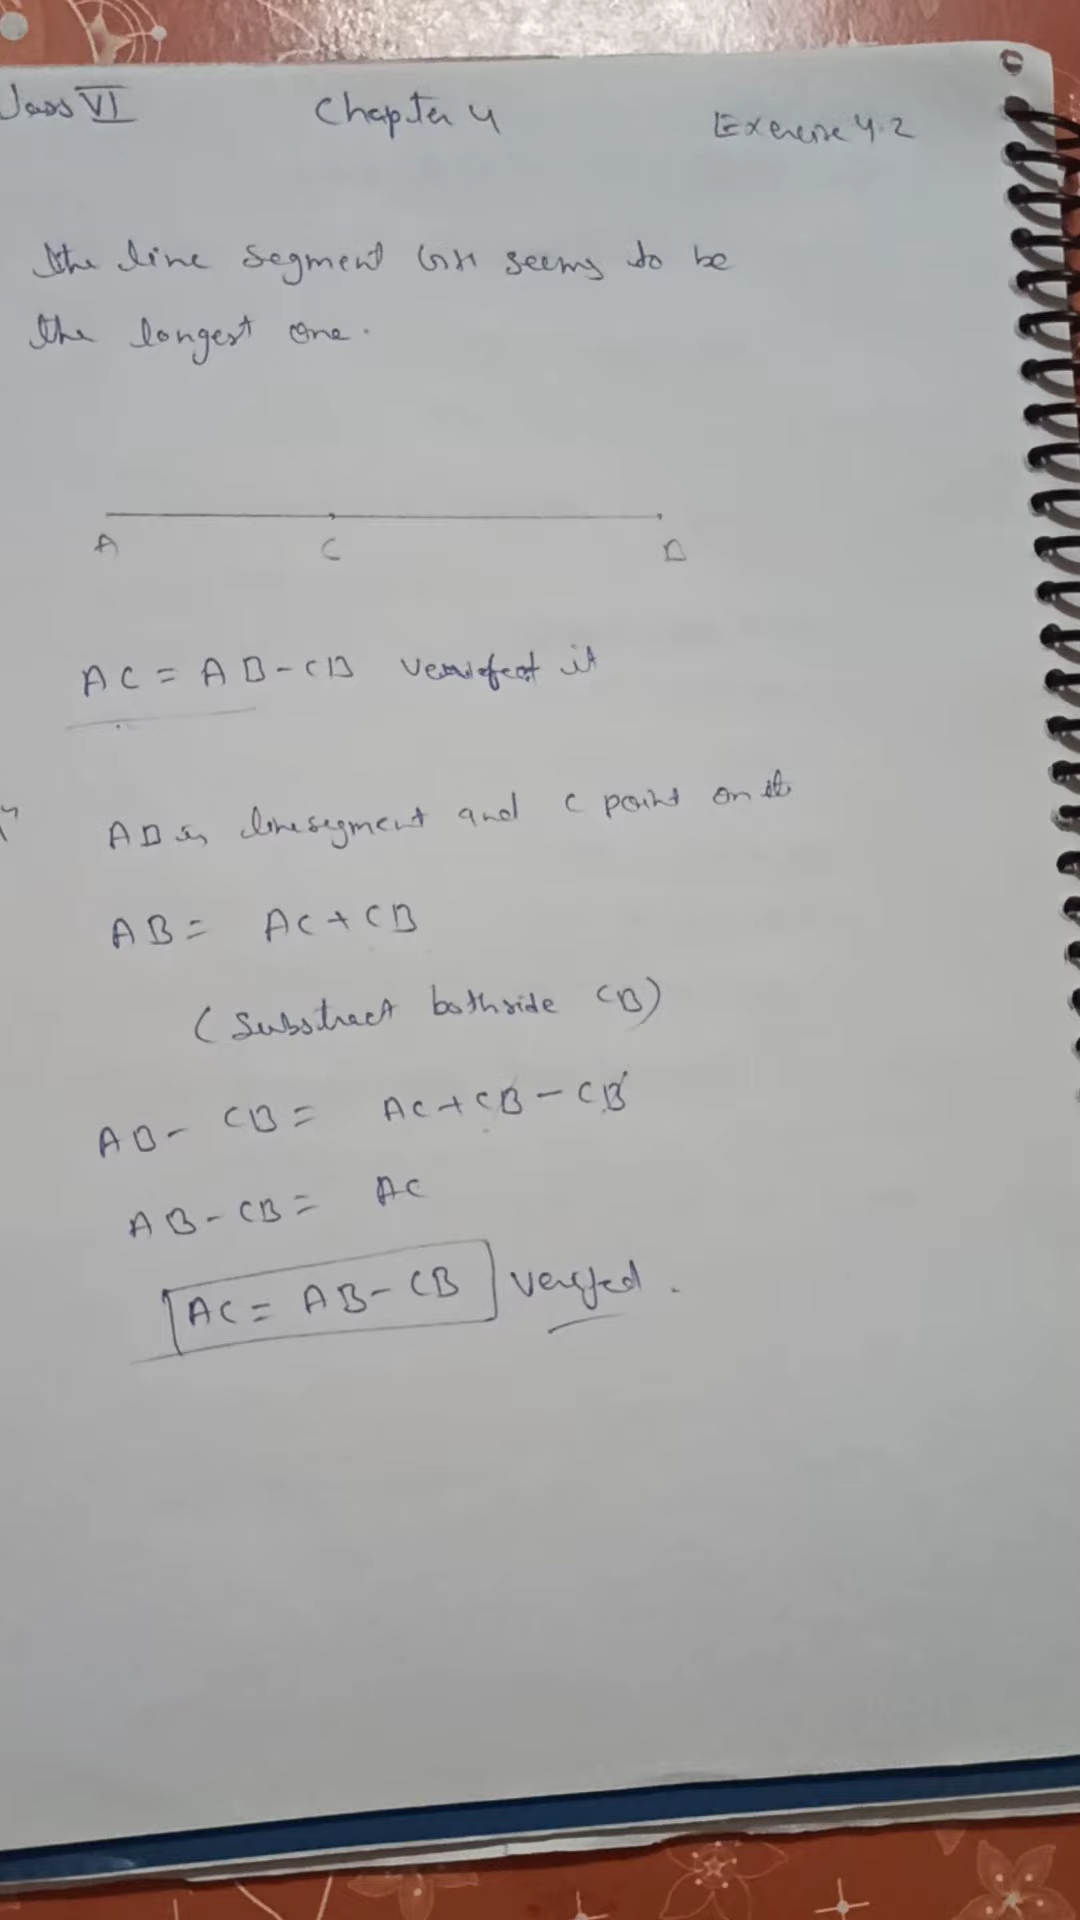 Class VI Chapter 4 Exercise 4.2
the line segment GH seems to be
the longest one.
A C B
AC = AB - CB it
AB is line segment and C point on it
AB = AC + CB
(Substract bothside CB)
AB - CB = AC + CB - CB
AB - CB = AC
AC = AB - CB verified.